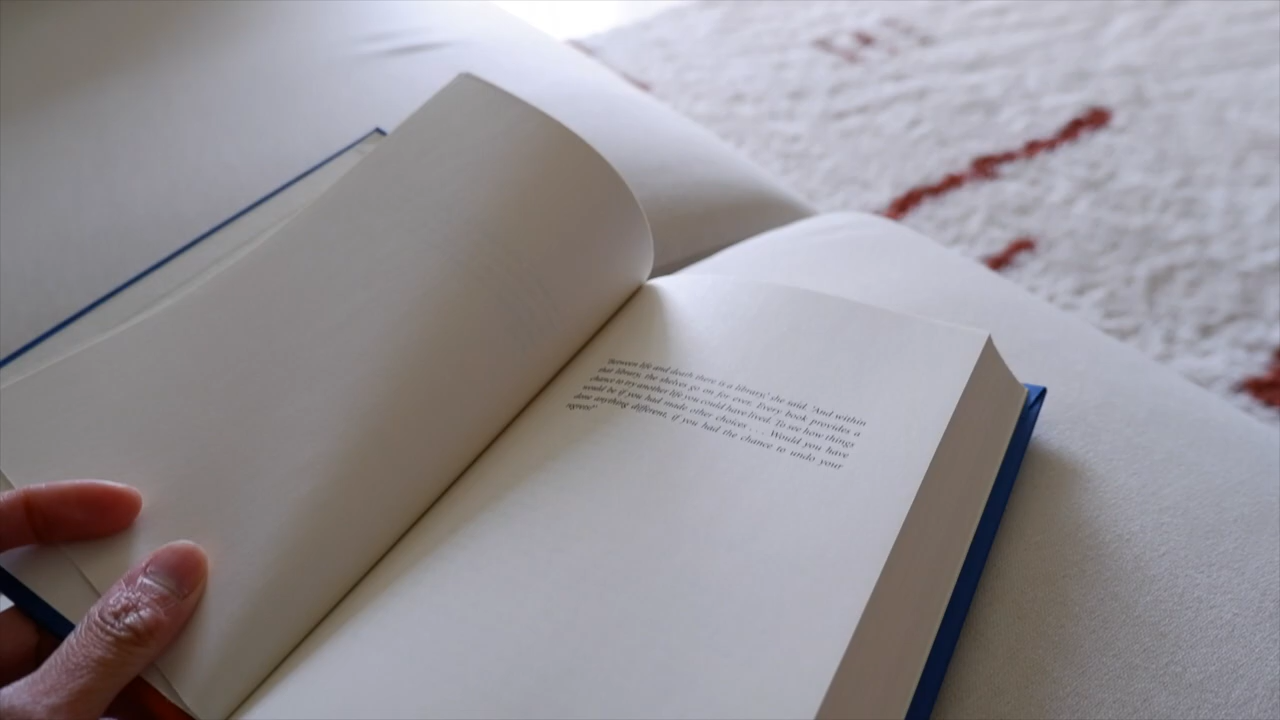 'Between life and death there is a library,' she said. 'And within
that library, the shelves go on for ever. Every book provides a
chance to try another life you could have lived. To see how things
would be if you had made other choices . . . Would you have
done anything different, if you had the chance to undo your
regrets?'